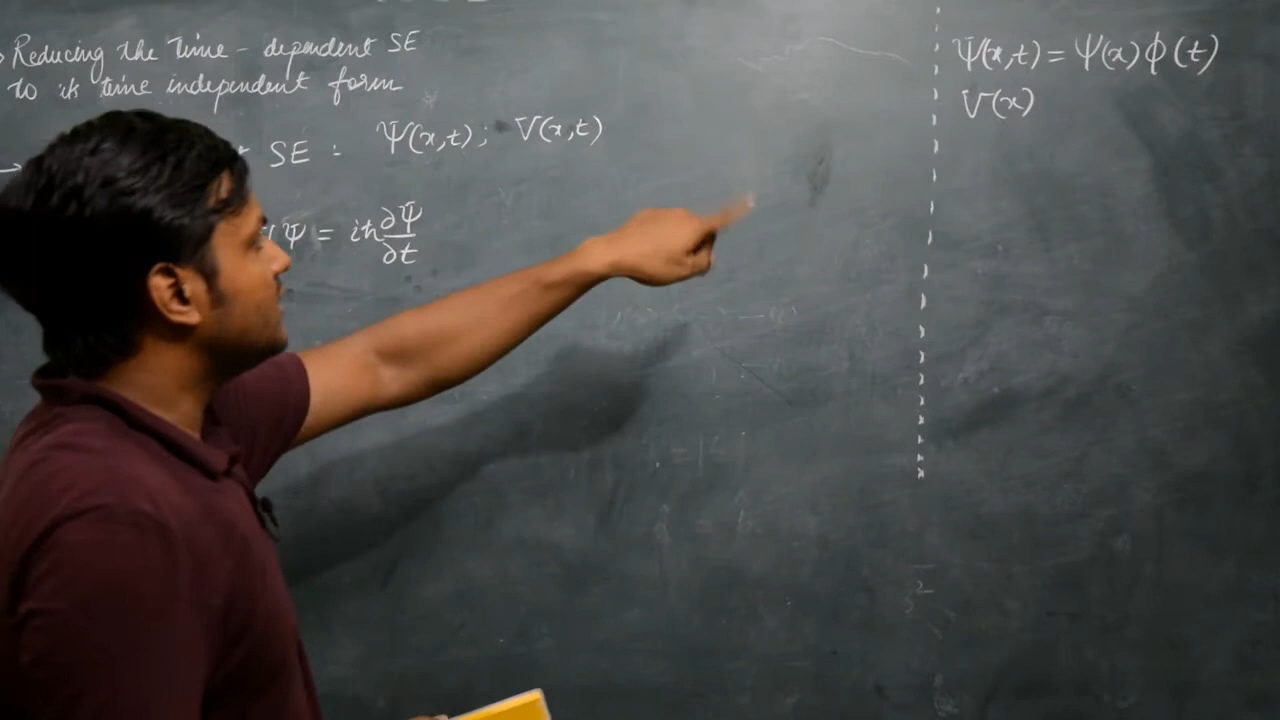 Reducing the Time - dependent SE
to its time independent form
SE : Ψ(x,t); V(x,t)
Ψ = iħ ∂Ψ/∂t
Ψ(x,t) = ψ(x) ϕ(t)
V(x)